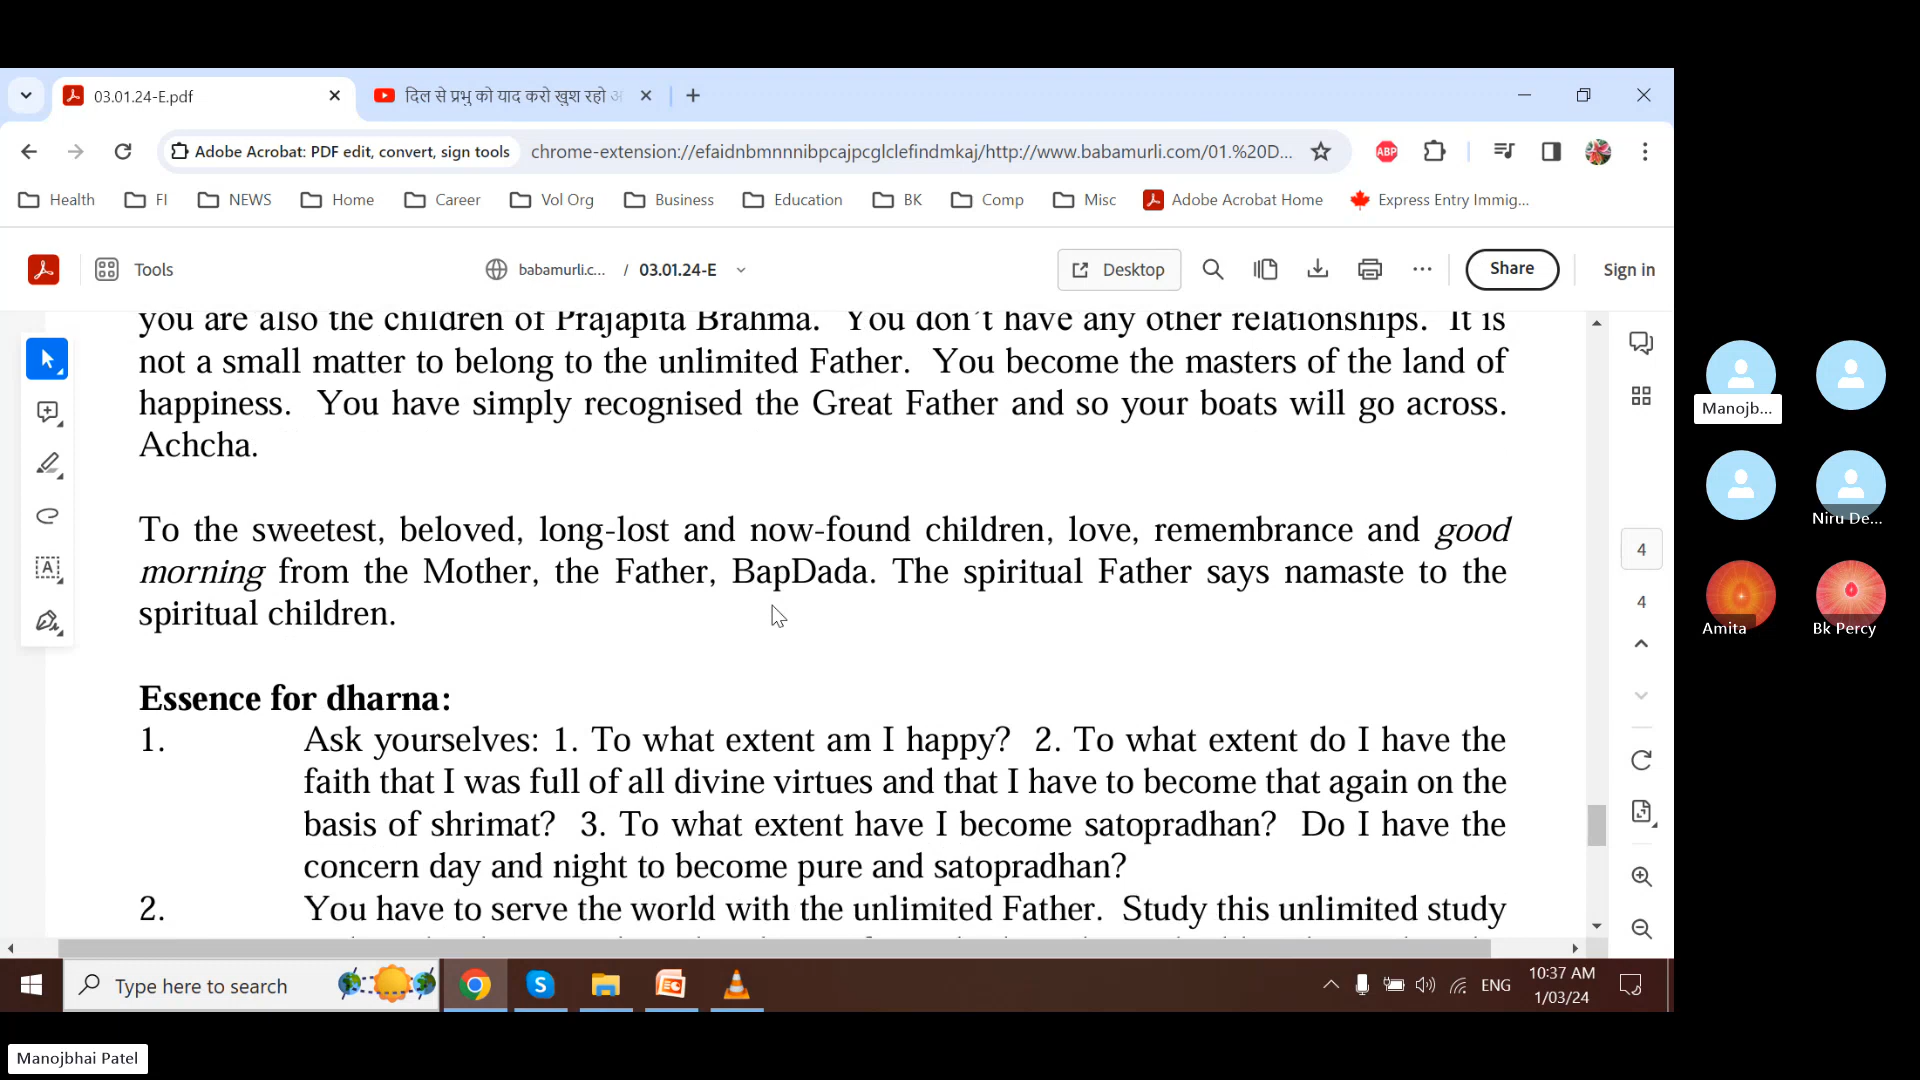 03.01.24-E.pdf
दिल से प्रभु को याद करो खुश रहो
Adobe Acrobat: PDF edit, convert, sign tools
chrome-extension://efaidnbmnnnibpcajpcglclefindmkaj/http://www.babamurli.com/01.%20D...
ABP
Health
FI
NEWS
Home
Career
Vol Org
Business
Education
BK
Comp
Misc
Adobe Acrobat Home
Express Entry Immig...
Tools
babamurli.c... / 03.01.24-E
Desktop
Share
Sign in
you are also the children of Prajapita Brahma. You don't have any other relationships. It is
not a small matter to belong to the unlimited Father. You become the masters of the land of
happiness. You have simply recognised the Great Father and so your boats will go across.
Achcha.
To the sweetest, beloved, long-lost and now-found children, love, remembrance and good
morning from the Mother, the Father, BapDada. The spiritual Father says namaste to the
spiritual children.
Essence for dharna:
1. Ask yourselves: 1. To what extent am I happy? 2. To what extent do I have the
faith that I was full of all divine virtues and that I have to become that again on the
basis of shrimat? 3. To what extent have I become satopradhan? Do I have the
concern day and night to become pure and satopradhan?
2. You have to serve the world with the unlimited Father. Study this unlimited study
4
4
Manojb...
Niru De...
Amita
Bk Percy
Type here to search
ENG
10:37 AM
1/03/24
Manojbhai Patel